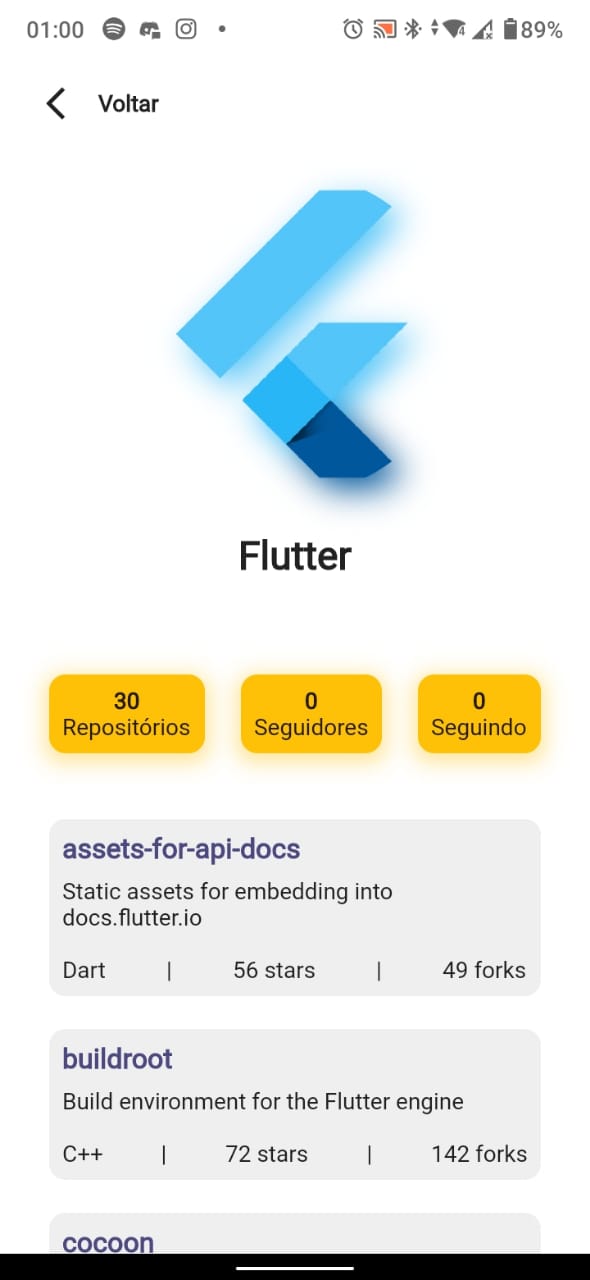 01:00
89%
Voltar
Flutter
30
Repositórios
0
Seguidores
0
Seguindo
assets-for-api-docs
Static assets for embedding into
docs.flutter.io
Dart | 56 stars | 49 forks
buildroot
Build environment for the Flutter engine
C++ | 72 stars | 142 forks
cocoon